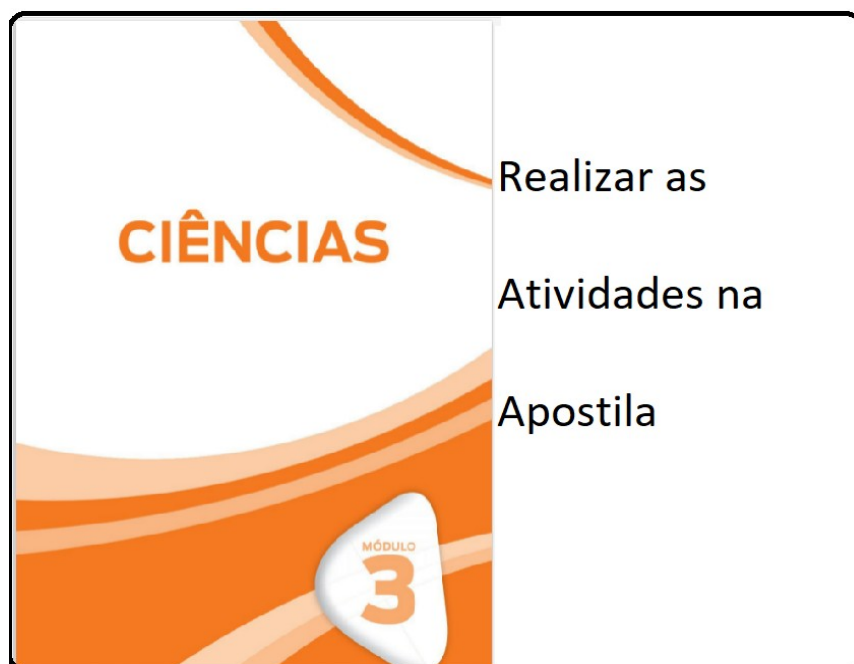 CIÊNCIAS
MÓDULO
3
Realizar as
Atividades na
Apostila